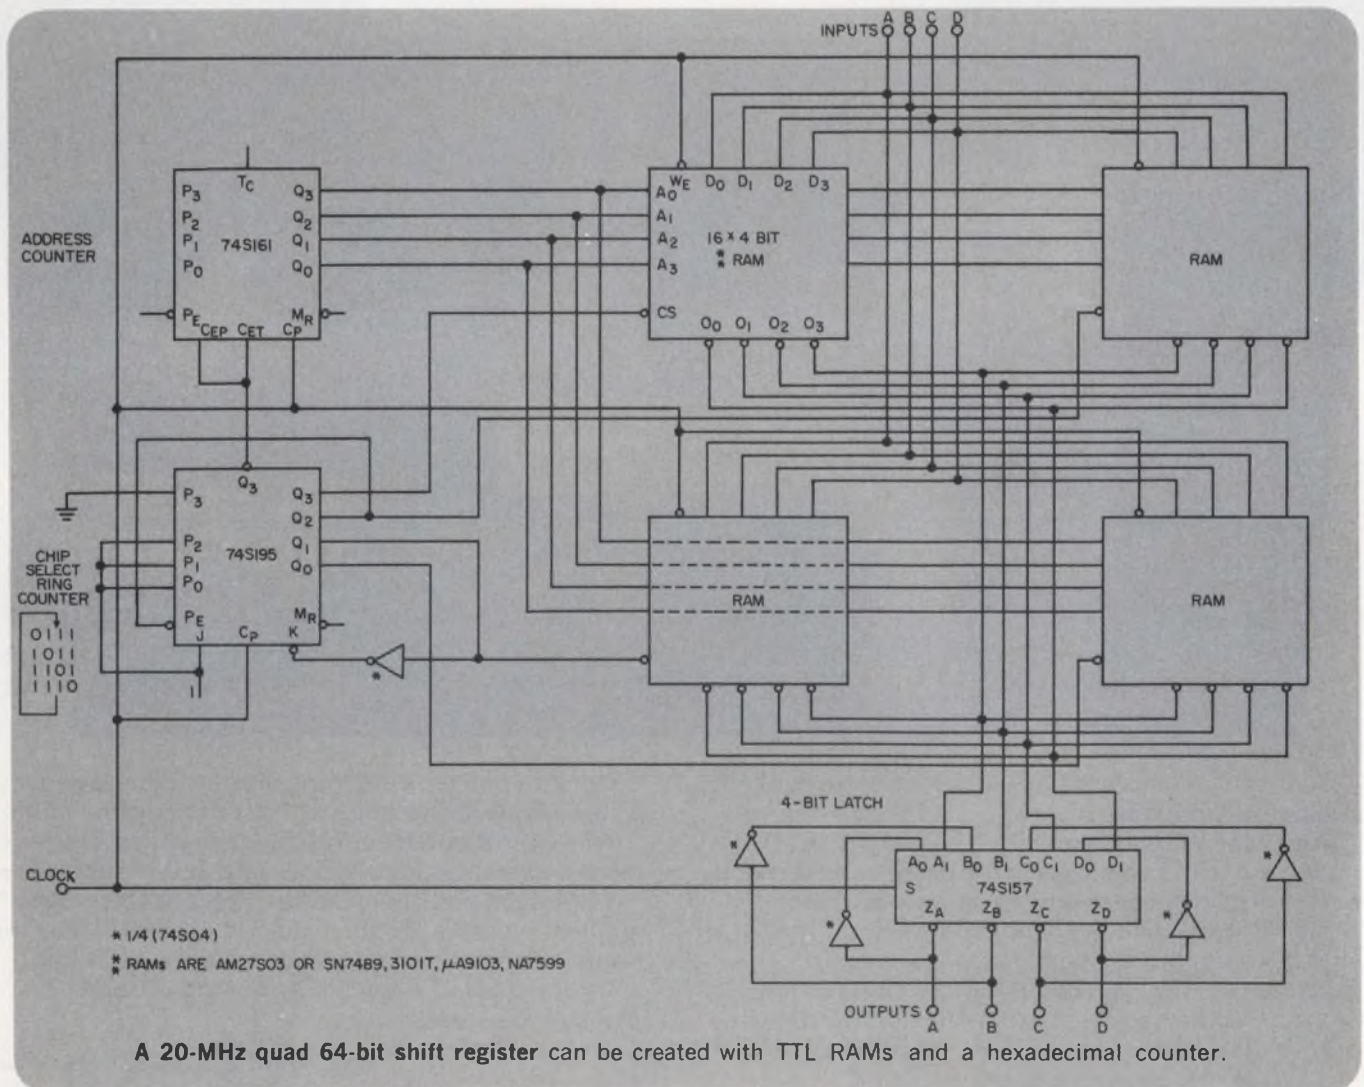 A B C D
INPUTS
ADDRESS
COUNTER
TC
P3 Q3
P2 Q2
P1 74S161 Q1
P0 Q0
PE MR
CEP CET CP
WE D0 D1 D2 D3
A0
A1
A2
A3
16 × 4 BIT
** RAM
CS
O0 O1 O2 O3
RAM
CHIP
SELECT
RING
COUNTER
0111
1011
1101
1110
Q3
P3 Q3
P2 Q2
P1 74S195 Q1
P0 Q0
PE MR
J CP K
1
*
RAM
RAM
4-BIT LATCH
* * * *
A0 A1 B0 B1 C0 C1 D0 D1
S 74S157
ZA ZB ZC ZD
CLOCK
* 1/4 (74S04)
** RAMs ARE AM27S03 OR SN7489, 3101T, µA9103, NA7599
OUTPUTS
A B C D
A 20-MHz quad 64-bit shift register can be created with TTL RAMs and a hexadecimal counter.